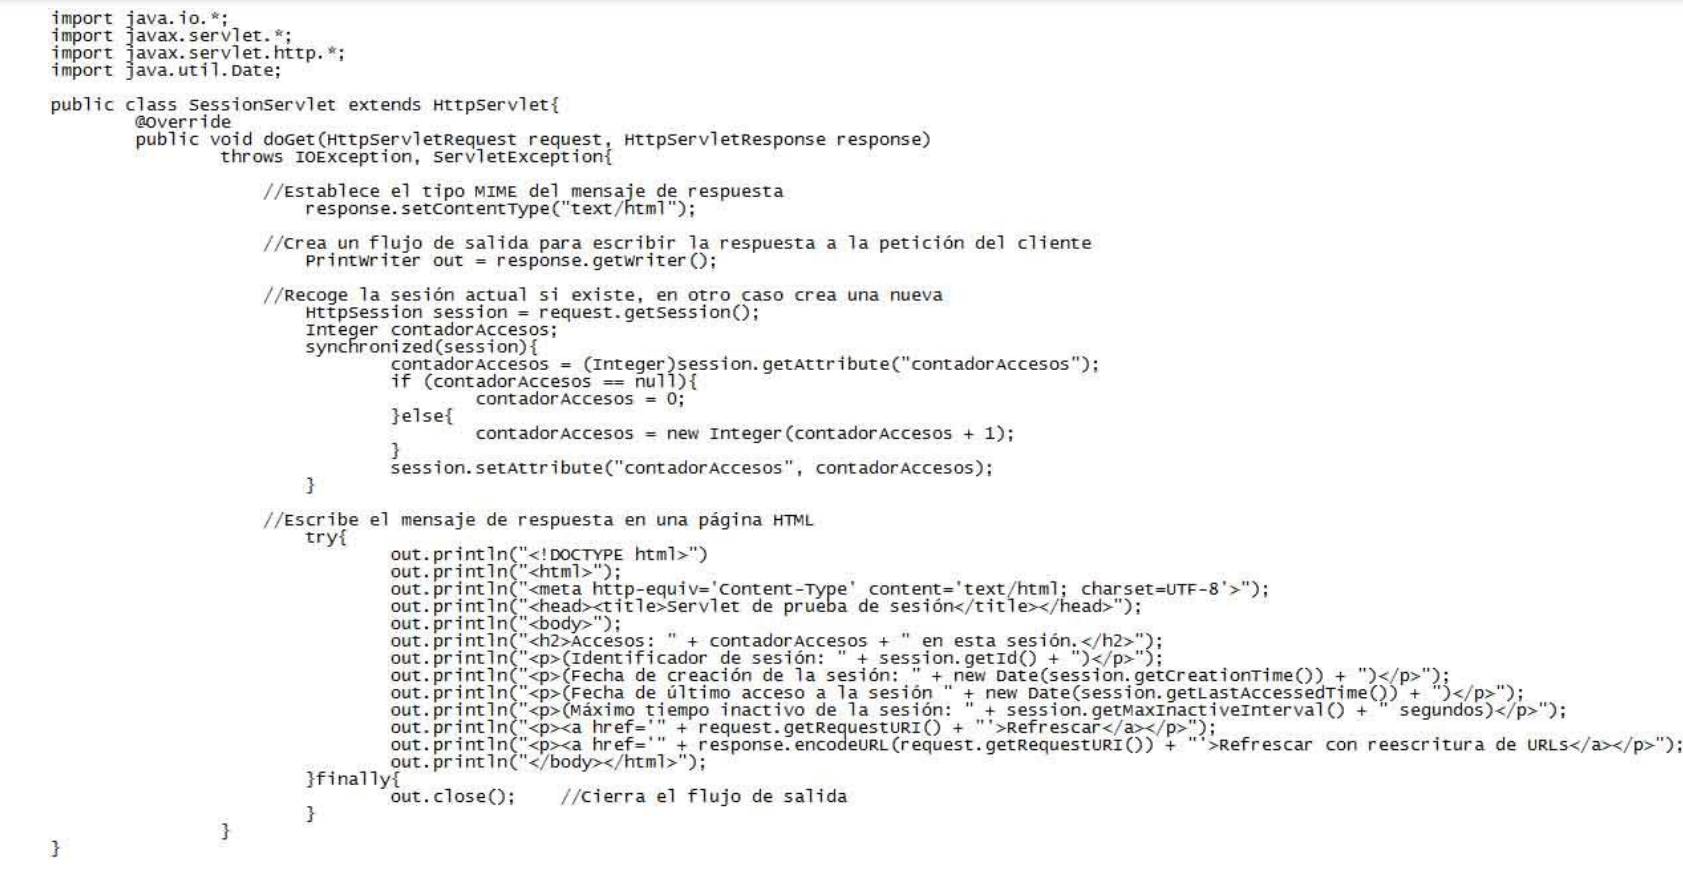 import java.io.*;
import javax.servlet.*;
import javax.servlet.http.*;
import java.util.Date;
public class SessionServlet extends HttpServlet{
@Override
public void doGet(HttpServletRequest request, HttpServletResponse response)
throws IOException, ServletException{
//Establece el tipo MIME del mensaje de respuesta
response.setContentType("text/html");
//Crea un flujo de salida para escribir la respuesta a la petición del cliente
PrintWriter out = response.getWriter();
//Recoge la sesión actual si existe, en otro caso crea una nueva
HttpSession session = request.getSession();
Integer contadorAccesos;
synchronized(session){
contadorAccesos = (Integer)session.getAttribute("contadorAccesos");
if (contadorAccesos == null){
contadorAccesos = 0;
}else{
contadorAccesos = new Integer(contadorAccesos + 1);
}
session.setAttribute("contadorAccesos", contadorAccesos);
}
//Escribe el mensaje de respuesta en una página HTML
try{
out.println("<!DOCTYPE html>")
out.println("<html>");
out.println("<meta http-equiv='Content-Type' content='text/html; charset=UTF-8'>");
out.println("<head><title>Servlet de prueba de sesión</title></head>");
out.println("<body>");
out.println("<h2>Accesos: " + contadorAccesos + " en esta sesión.</h2>");
out.println("<p>(Identificador de sesión: " + session.getId() + ")</p>");
out.println("<p>(Fecha de creación de la sesión: " + new Date(session.getCreationTime()) + ")</p>");
out.println("<p>(Fecha de último acceso a la sesión " + new Date(session.getLastAccessedTime()) + ")</p>");
out.println("<p>(Máximo tiempo inactivo de la sesión: " + session.getMaxInactiveInterval() + " segundos)</p>");
out.println("<p><a href='" + request.getRequestURI() + "'>Refrescar</a></p>");
out.println("<p><a href='" + response.encodeURL(request.getRequestURI()) + "'>Refrescar con reescritura de URLs</a></p>");
out.println("</body></html>");
}finally{
out.close(); //Cierra el flujo de salida
}
}
}